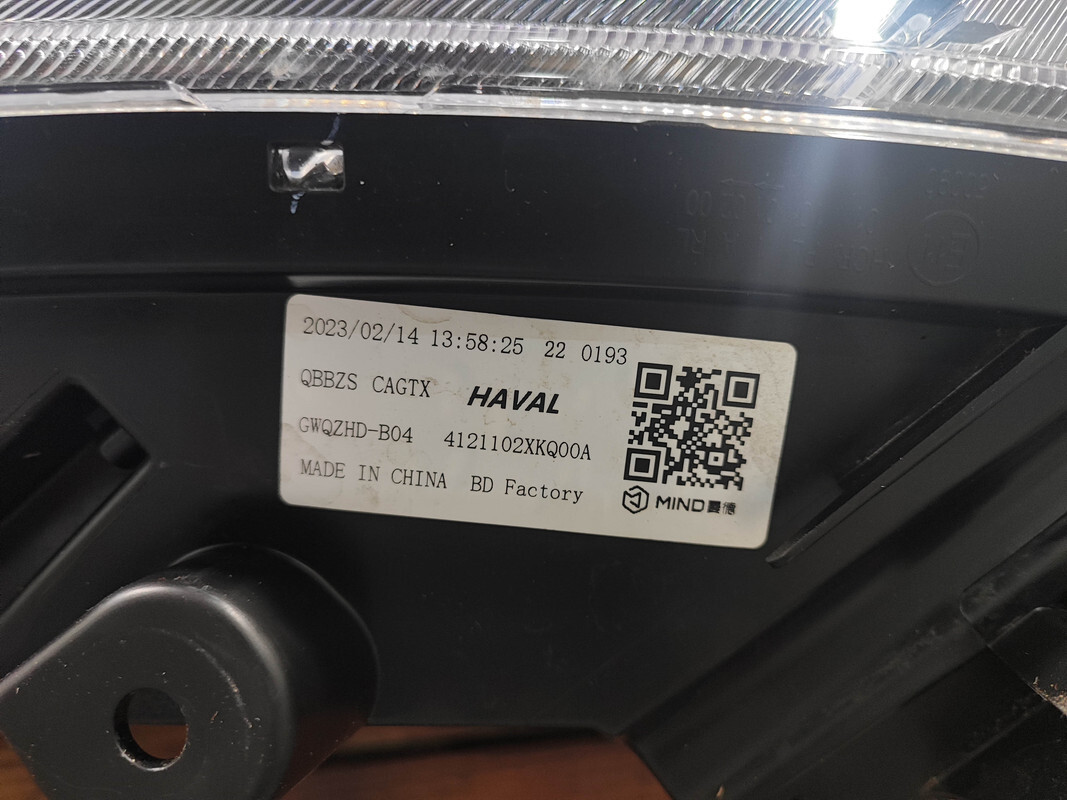 2023/02/14 13:58:25 22 0193
QBBZS CAGTX HAVAL
GWQZHD-B04 4121102XKQ00A
MADE IN CHINA BD Factory
MIND